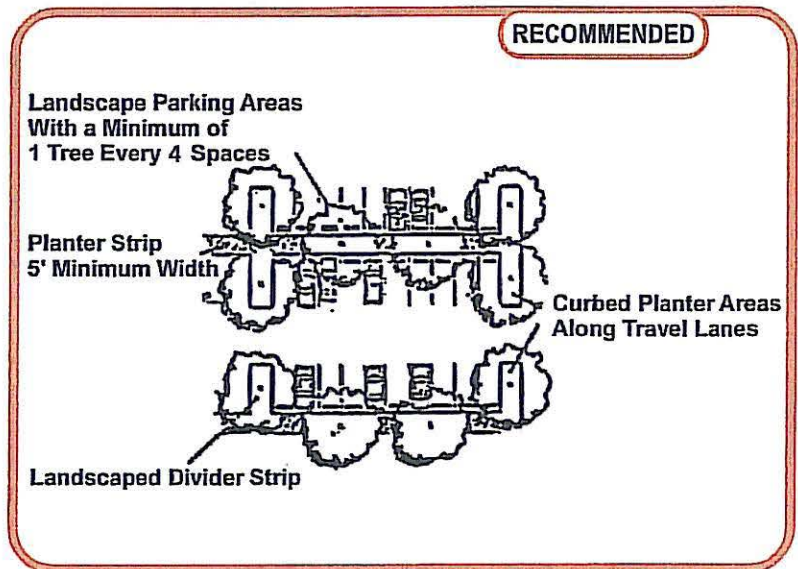 RECOMMENDED
Landscape Parking Areas
With a Minimum of
1 Tree Every 4 Spaces
Planter Strip
5' Minimum Width
Curbed Planter Areas
Along Travel Lanes
Landscaped Divider Strip